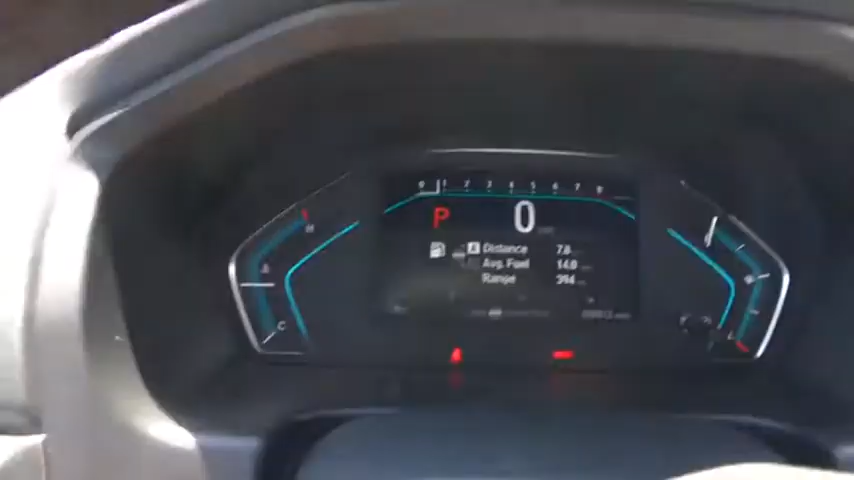 0 1 2 3 4 5 6 7 8
P 0
H
A Distance 7.8
Avg. Fuel 14.0
Range 394
C